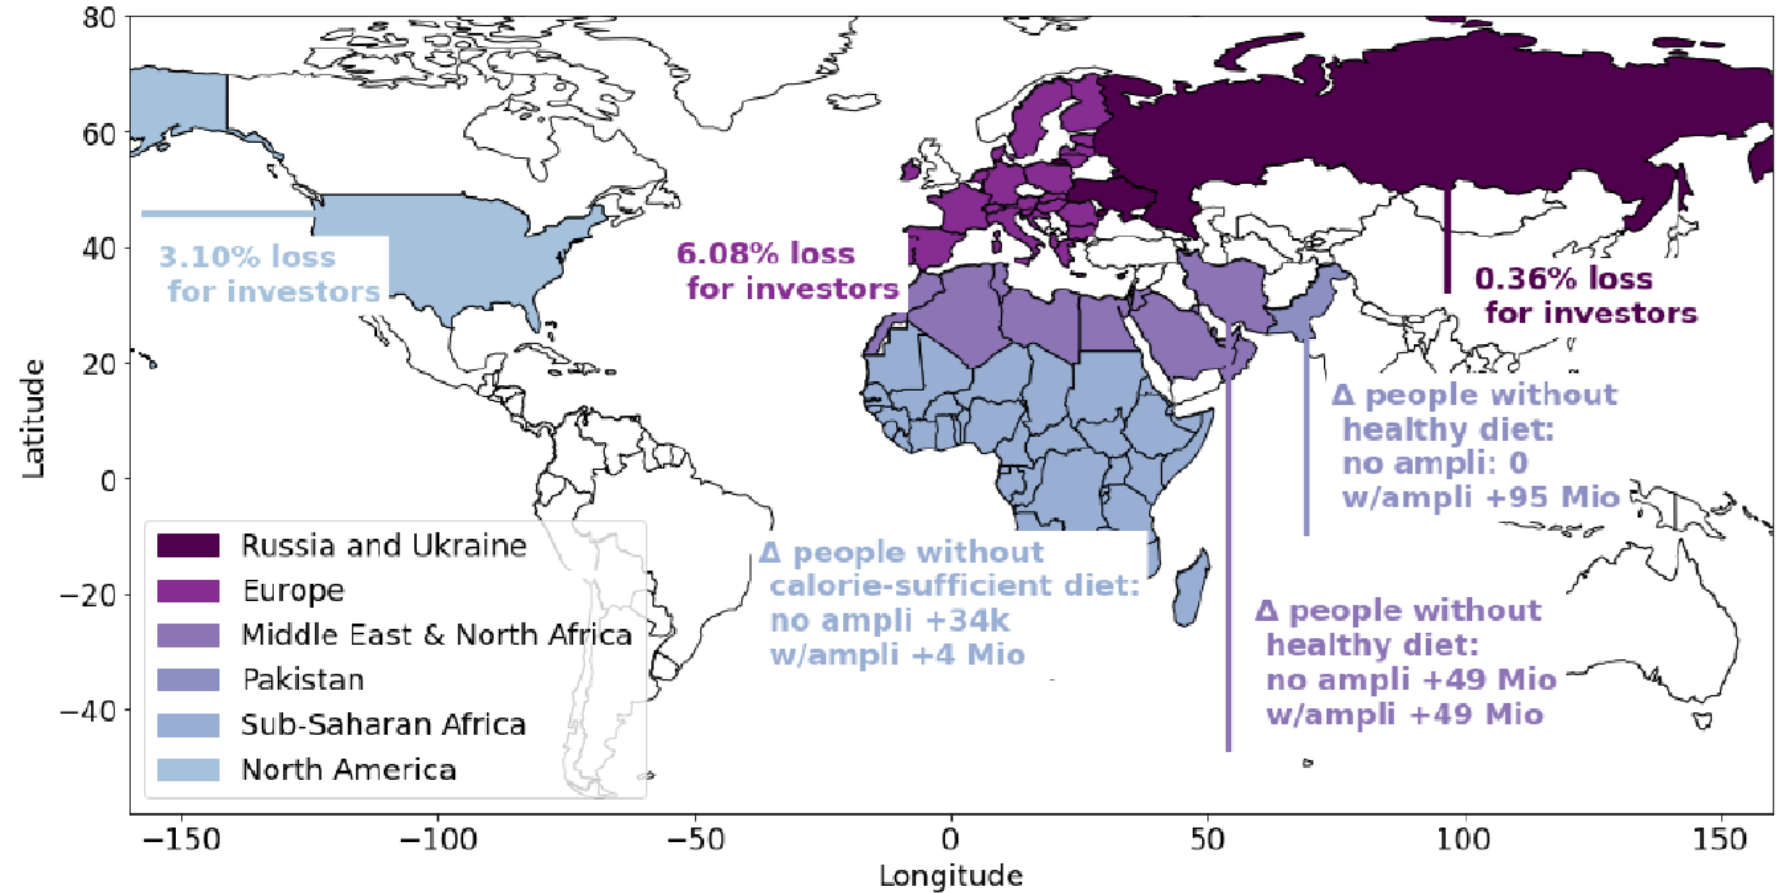 80
60
40
20
0
−20
−40
Latitude
3.10% loss
for investors
6.08% loss
for investors
0.36% loss
for investors
Δ people without
healthy diet:
no ampli: 0
w/ampli +95 Mio
Δ people without
calorie-sufficient diet:
no ampli +34k
w/ampli +4 Mio
Δ people without
healthy diet:
no ampli +49 Mio
w/ampli +49 Mio
Russia and Ukraine
Europe
Middle East & North Africa
Pakistan
Sub-Saharan Africa
North America
−150
−100
−50
0
50
100
150
Longitude